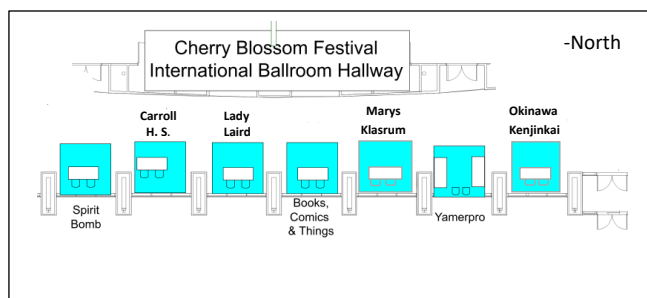 Cherry Blossom Festival
International Ballroom Hallway
-North
Carroll
H. S.
Lady
Laird
Marys
Klasrum
Okinawa
Kenjinkai
Spirit
Bomb
Books,
Comics
& Things
Yamerpro